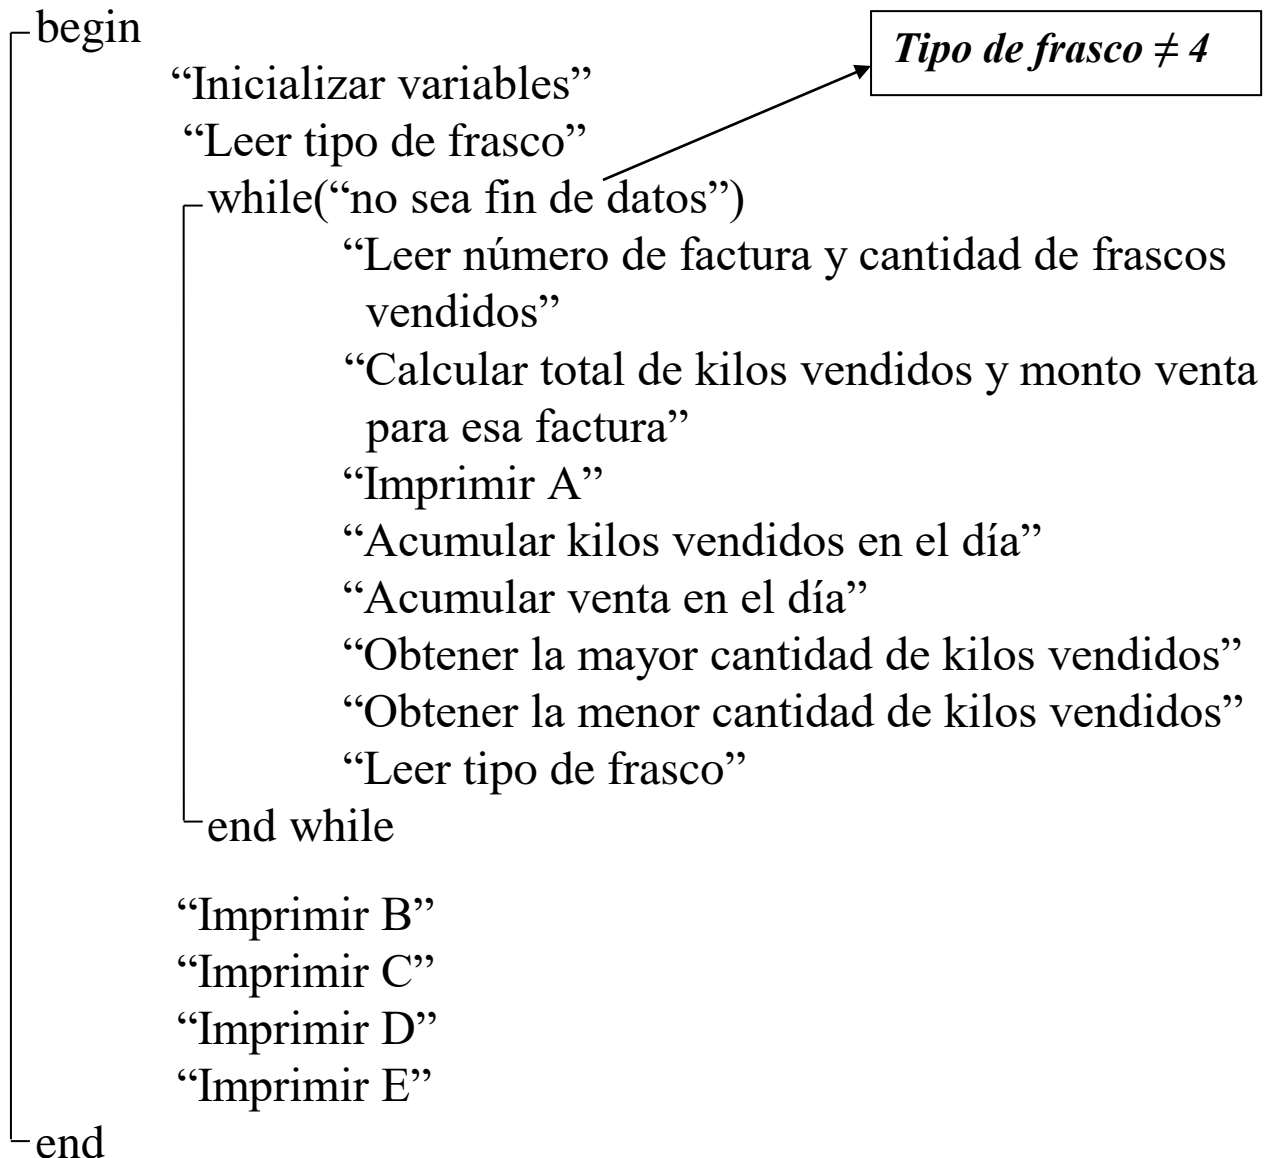 begin
Tipo de frasco ≠ 4
“Inicializar variables”
“Leer tipo de frasco”
while(“no sea fin de datos”)
“Leer número de factura y cantidad de frascos
vendidos”
“Calcular total de kilos vendidos y monto venta
para esa factura”
“Imprimir A”
“Acumular kilos vendidos en el día”
“Acumular venta en el día”
“Obtener la mayor cantidad de kilos vendidos”
“Obtener la menor cantidad de kilos vendidos”
“Leer tipo de frasco”
end while
“Imprimir B”
“Imprimir C”
“Imprimir D”
“Imprimir E”
end